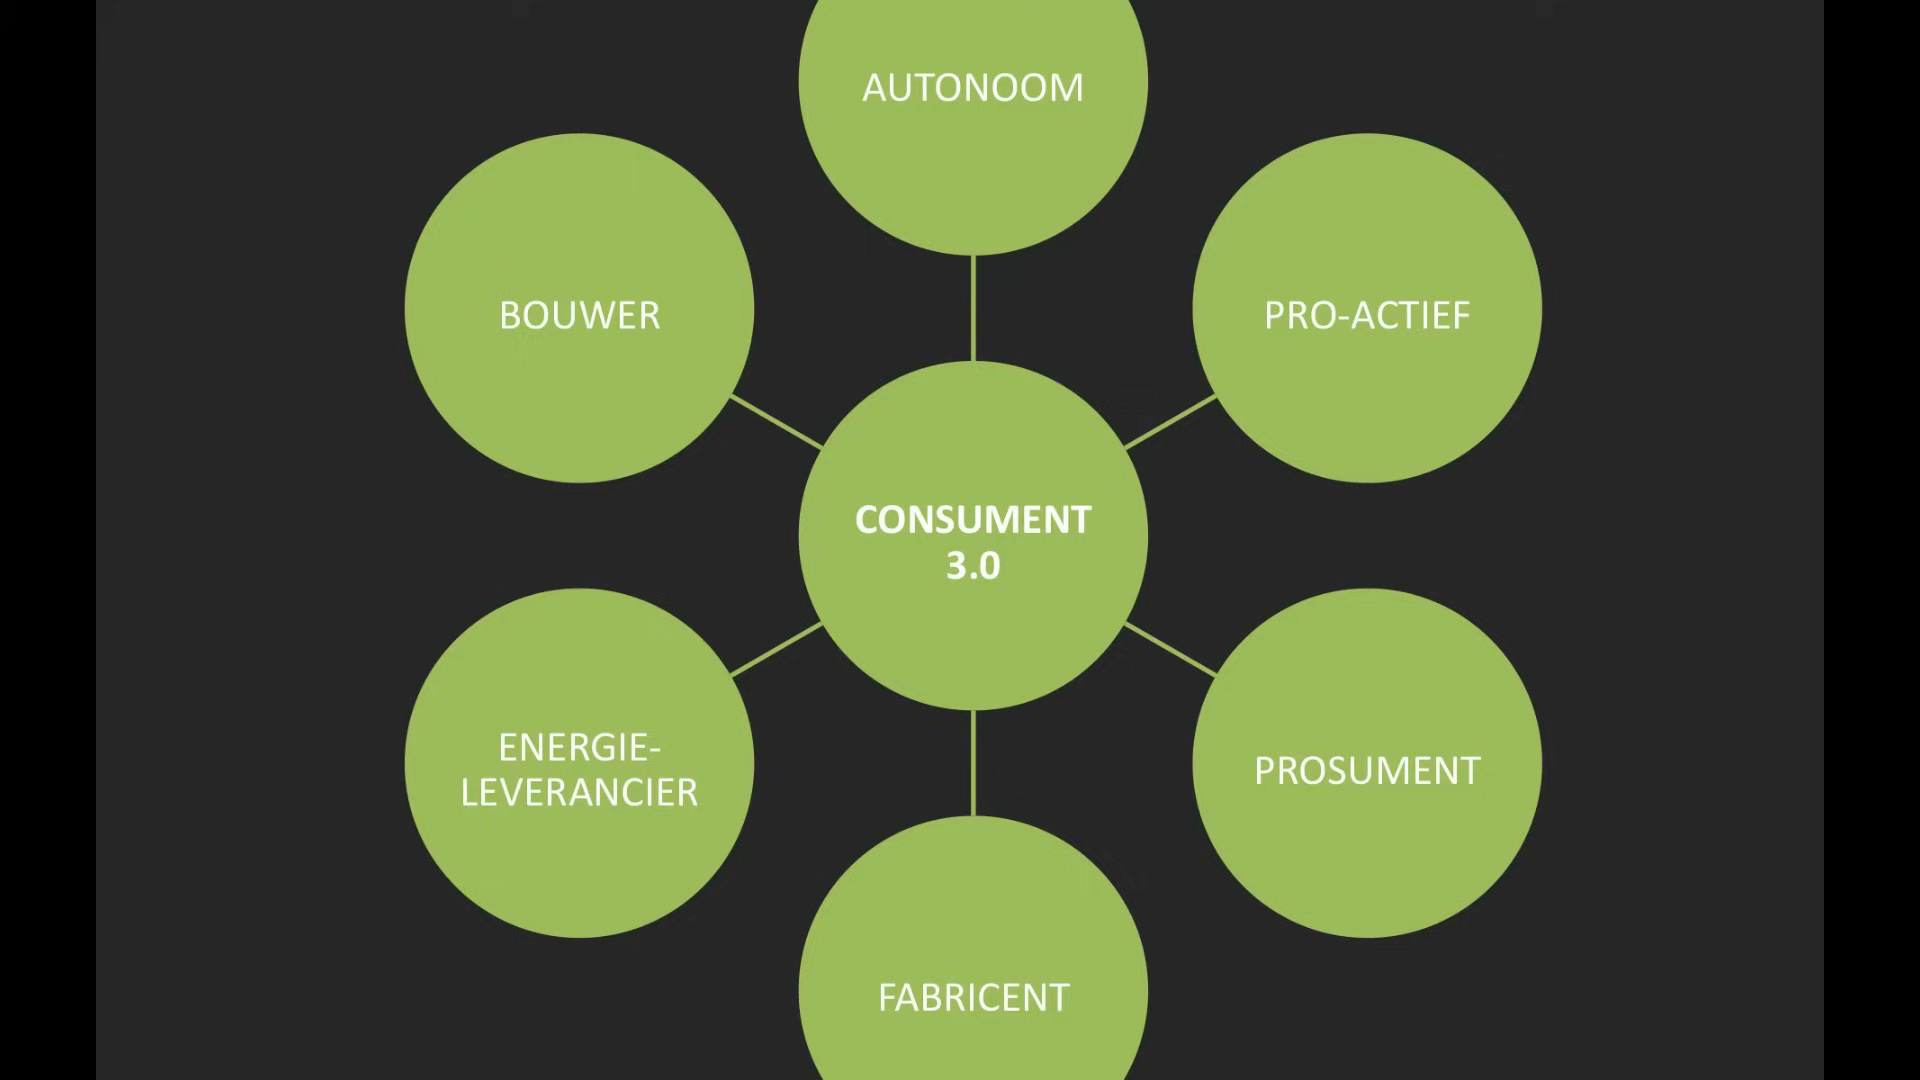 AUTONOOM
BOUWER
PRO-ACTIEF
CONSUMENT
3.0
ENERGIE-
LEVERANCIER
PROSUMENT
FABRICENT